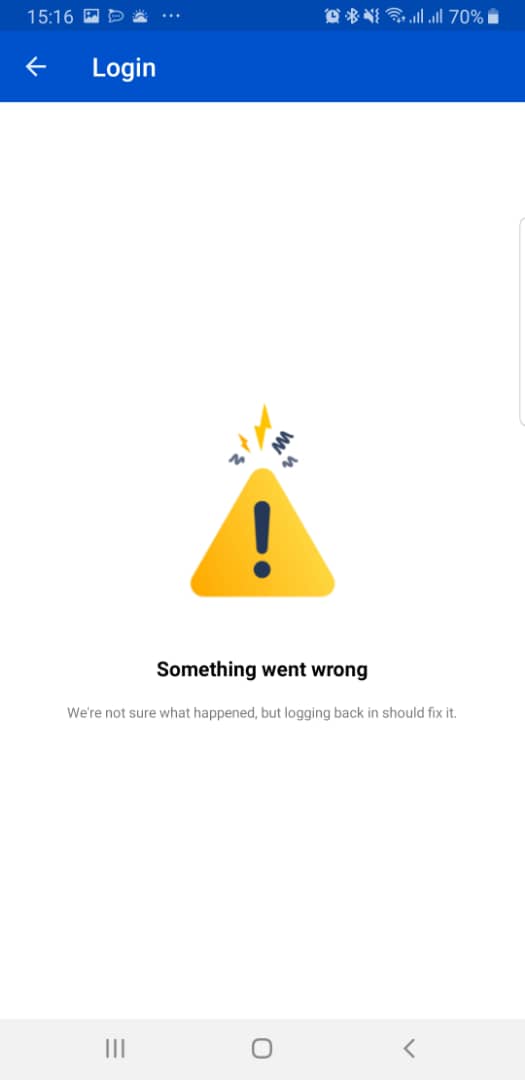 15:16 70%
Login
Something went wrong
We're not sure what happened, but logging back in should fix it.